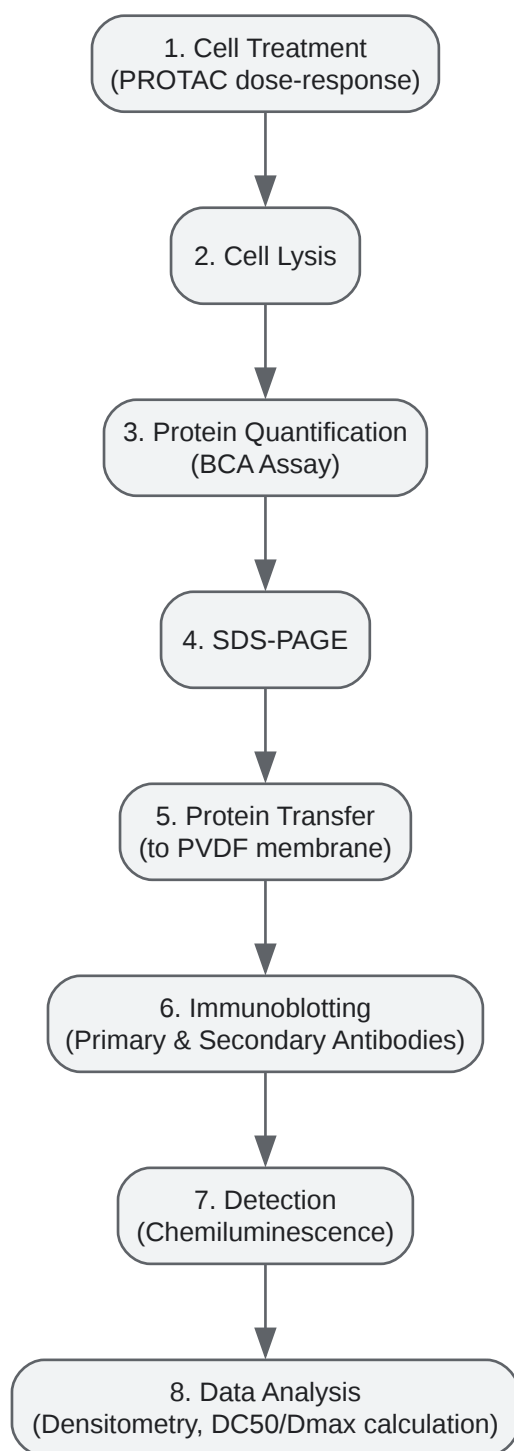 1. Cell Treatment
(PROTAC dose-response)
2. Cell Lysis
3. Protein Quantification
(BCA Assay)
4. SDS-PAGE
5. Protein Transfer
(to PVDF membrane)
6. Immunoblotting
(Primary & Secondary Antibodies)
7. Detection
(Chemiluminescence)
8. Data Analysis
(Densitometry, DC50/Dmax calculation)